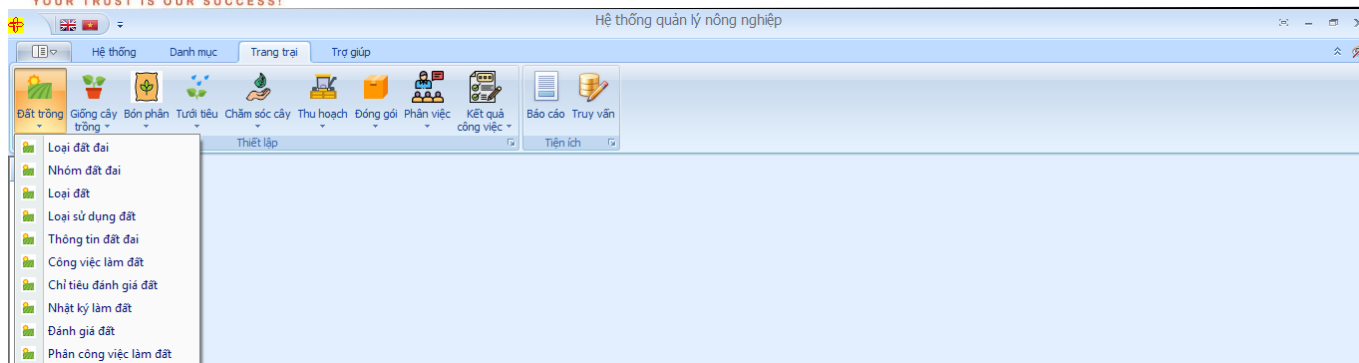 YOUR TRUST IS OUR SUCCESS!
Hệ thống quản lý nông nghiệp
Hệ thống Danh mục Trang trại Trợ giúp
Đất trồng Giống cây trồng Bón phân Tưới tiêu Chăm sóc cây Thu hoạch Đóng gói Phân việc Kết quả công việc Báo cáo Truy vấn
Thiết lập Tiện ích
Loại đất đai
Nhóm đất đai
Loại đất
Loại sử dụng đất
Thông tin đất đai
Công việc làm đất
Chỉ tiêu đánh giá đất
Nhật ký làm đất
Đánh giá đất
Phân công việc làm đất